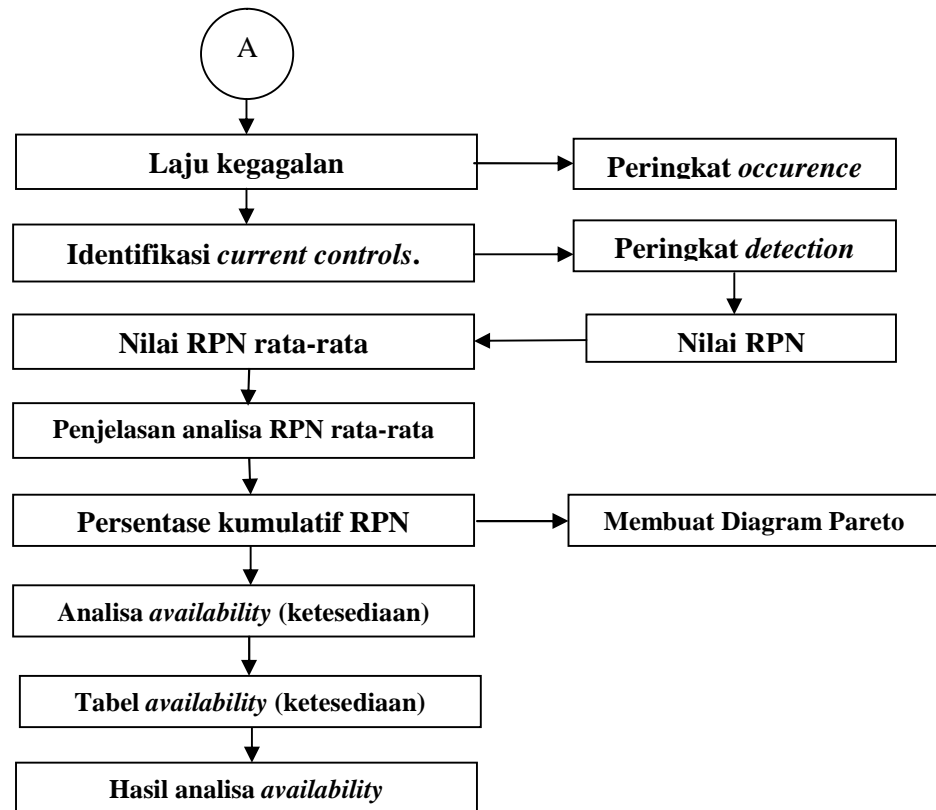 A
Laju kegagalan
Peringkat occurence
Identifikasi current controls.
Peringkat detection
Nilai RPN rata-rata
Nilai RPN
Penjelasan analisa RPN rata-rata
Persentase kumulatif RPN
Membuat Diagram Pareto
Analisa availability (ketesediaan)
Tabel availability (ketesediaan)
Hasil analisa availability